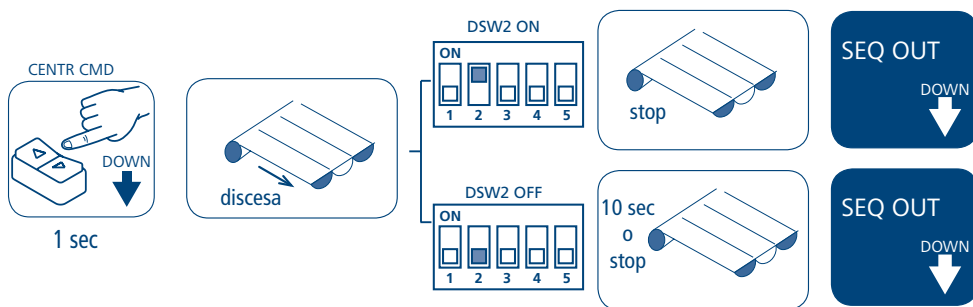 CENTR CMD
DOWN
1 sec
discesa
DSW2 ON
ON
1 2 3 4 5
stop
SEQ OUT
DOWN
DSW2 OFF
ON
1 2 3 4 5
10 sec
o
stop
SEQ OUT
DOWN